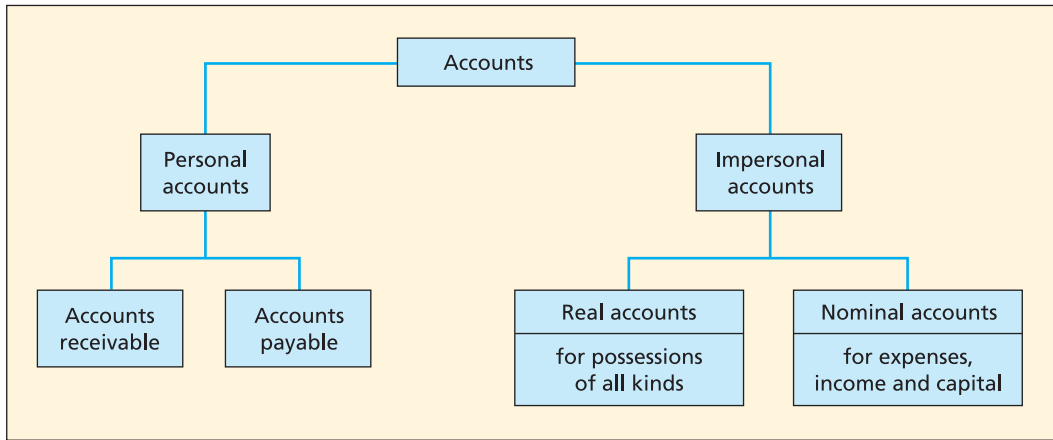 Accounts
Personal
accounts
Impersonal
accounts
Accounts
receivable
Accounts
payable
Real accounts
for possessions
of all kinds
Nominal accounts
for expenses,
income and capital